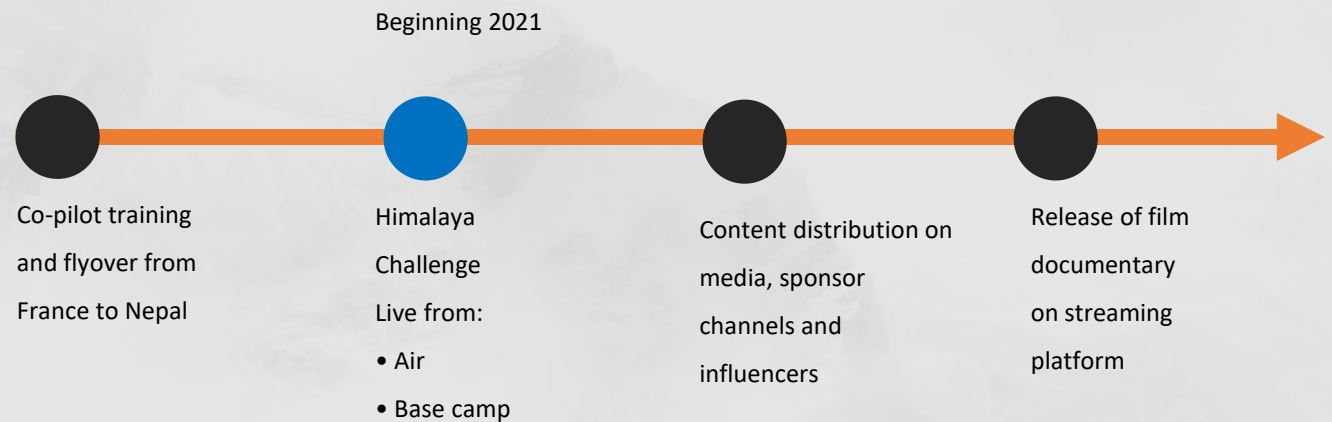 Beginning 2021
Co-pilot training
and flyover from
France to Nepal
Himalaya
Challenge
Live from:
• Air
• Base camp
Content distribution on
media, sponsor
channels and
influencers
Release of film
documentary
on streaming
platform